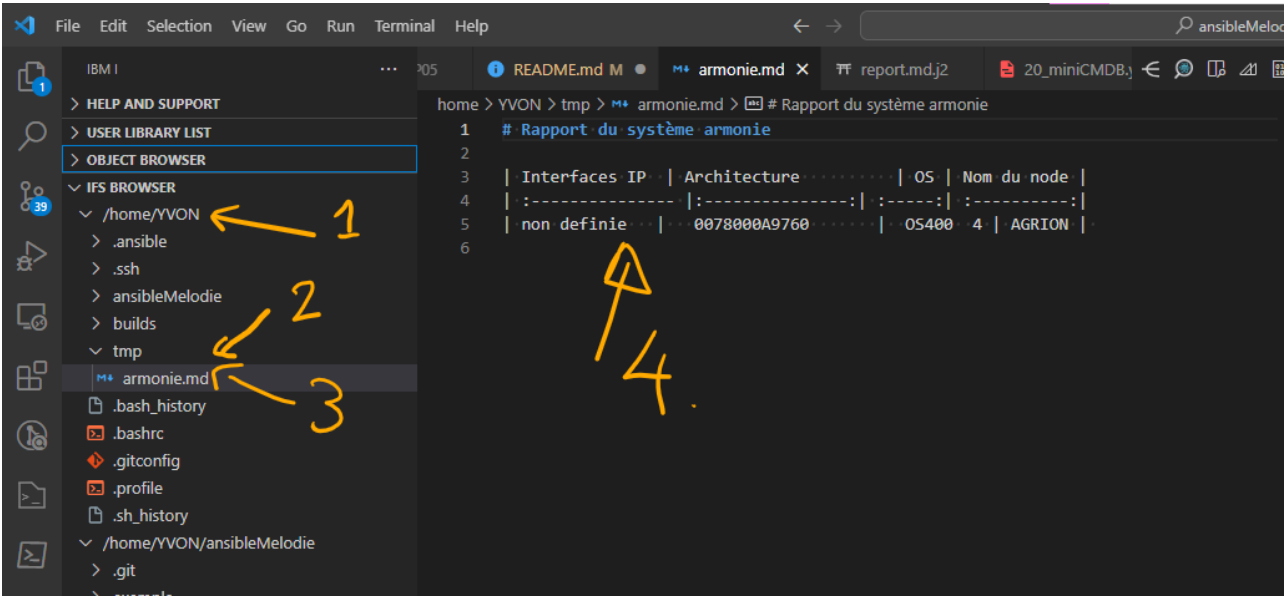 File Edit Selection View Go Run Terminal Help
ansibleMeloc
IBM I
README.md M
armonie.md
report.md.j2
20_miniCMDB.y
1
HELP AND SUPPORT
USER LIBRARY LIST
OBJECT BROWSER
IFS BROWSER
/home/YVON
.ansible
.ssh
ansibleMelodie
builds
tmp
armonie.md
.bash_history
.bashrc
.gitconfig
.profile
.sh_history
/home/YVON/ansibleMelodie
.git
39
1
2
3
home > YVON > tmp > armonie.md > # Rapport du système armonie
1 # Rapport du système armonie
2
3 | Interfaces IP | Architecture | OS | Nom du node |
4 | :--------------- |:---------------:| :-----:| :----------:|
5 | non definie | 0078000A9760 | OS400 4 | AGRION |
6
4.